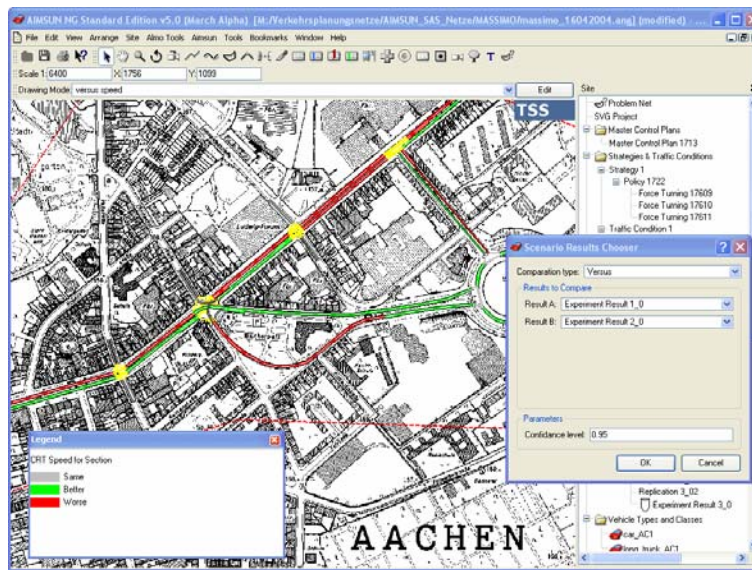 AIMSUN NG Standard Edition v5.0 (March Alpha) [M:/Verkehrsplanungsnetze/AIMSUN_SAS_Netze/MASSIMO/massimo_16042004.ang] (modified) - ...
File Edit View Arrange Site Almo Tools Aimsun Tools Bookmarks Window Help
Scale 1: 6400 X: 1756 Y: 1099
Drawing Mode: versus speed Edit
Site
TSS
Problem Net
SVG Project
Master Control Plans
Master Control Plan 1713
Strategies & Traffic Conditions
Strategy 1
Policy 1722
Force Turning 17609
Force Turning 17610
Force Turning 17611
Traffic Condition 1
Ludwig-Forum
Scenario Results Chooser
Comparation type: Versus
Results to Compare
Result A: Experiment Result 1_0
Result B: Experiment Result 2_0
Parameters
Confidance level: 0.95
OK Cancel
Legend
CRT Speed for Section
Same
Better
Worse
Replication 3_02
Experiment Result 3_0
Vehicle Types and Classes
car_AC1
long_truck_AC1
AACHEN